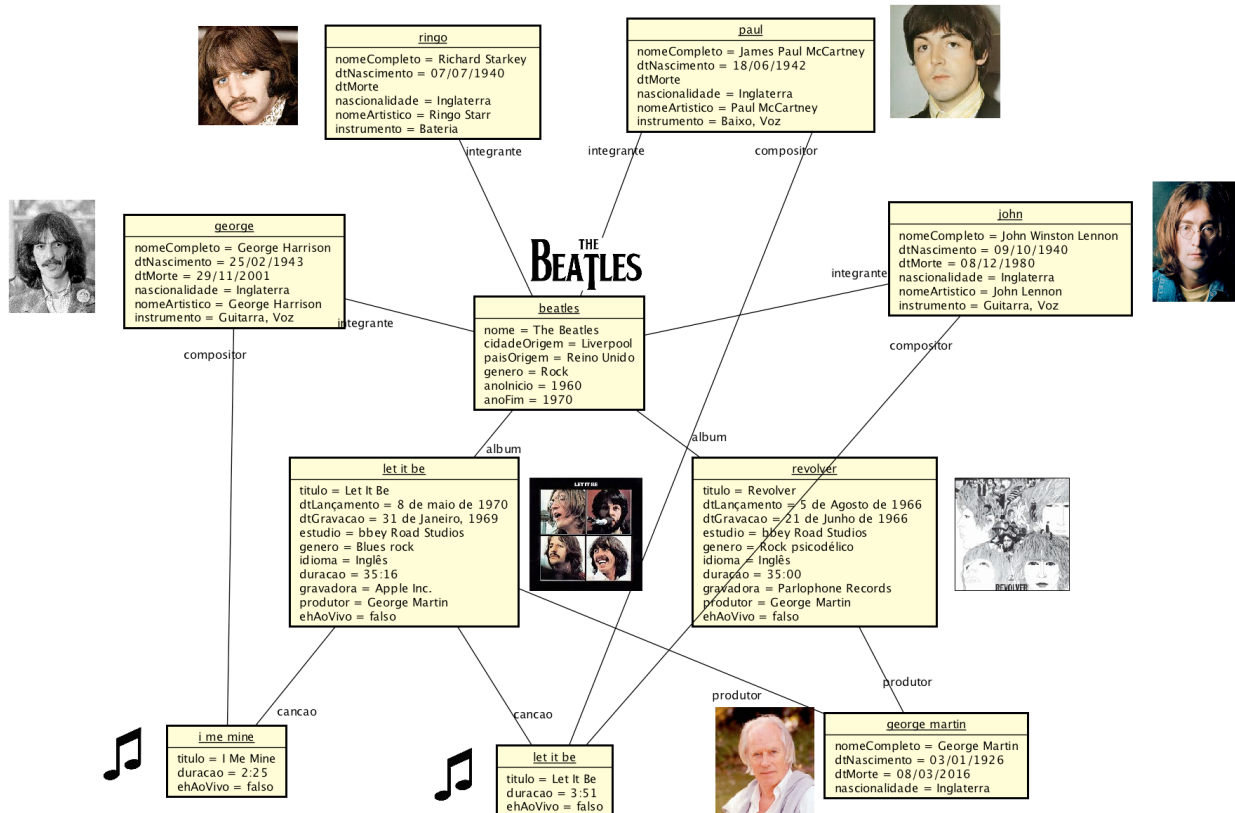 ringo
nomeCompleto = Richard Starkey
dtNascimento = 07/07/1940
dtMorte
nascionalidade = Inglaterra
nomeArtistico = Ringo Starr
instrumento = Bateria
paul
nomeCompleto = James Paul McCartney
dtNascimento = 18/06/1942
dtMorte
nascionalidade = Inglaterra
nomeArtistico = Paul McCartney
instrumento = Baixo, Voz
integrante
integrante
compositor
george
nomeCompleto = George Harrison
dtNascimento = 25/02/1943
dtMorte = 29/11/2001
nascionalidade = Inglaterra
nomeArtistico = George Harrison
instrumento = Guitarra, Voz
integrante
compositor
THE
BEATLES
john
nomeCompleto = John Winston Lennon
dtNascimento = 09/10/1940
dtMorte = 08/12/1980
nascionalidade = Inglaterra
nomeArtistico = John Lennon
instrumento = Guitarra, Voz
integrante
compositor
beatles
nome = The Beatles
cidadeOrigem = Liverpool
paisOrigem = Reino Unido
genero = Rock
anoInicio = 1960
anoFim = 1970
album
album
let it be
titulo = Let It Be
dtLançamento = 8 de maio de 1970
dtGravacao = 31 de Janeiro, 1969
estudio = bbey Road Studios
genero = Blues rock
idioma = Inglês
duracao = 35:16
gravadora = Apple Inc.
produtor = George Martin
ehAoVivo = falso
LET IT BE
revolver
titulo = Revolver
dtLançamento = 5 de Agosto de 1966
dtGravacao = 21 de Junho de 1966
estudio = bbey Road Studios
genero = Rock psicodélico
idioma = Inglês
duracao = 35:00
gravadora = Parlophone Records
produtor = George Martin
ehAoVivo = falso
REVOLVER
cancao
cancao
produtor
produtor
i me mine
titulo = I Me Mine
duracao = 2:25
ehAoVivo = falso
let it be
titulo = Let It Be
duracao = 3:51
ehAoVivo = falso
george martin
nomeCompleto = George Martin
dtNascimento = 03/01/1926
dtMorte = 08/03/2016
nascionalidade = Inglaterra